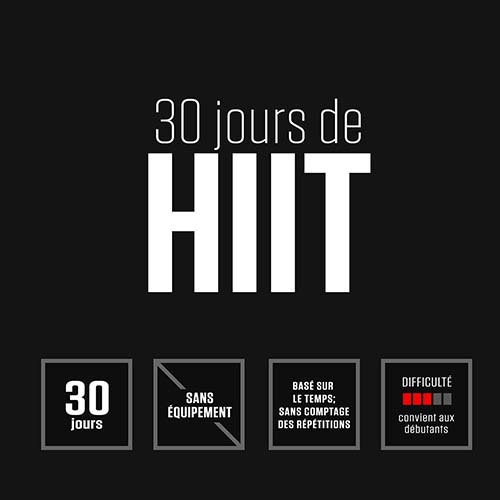 30 jours de
HIIT
30
jours
SANS
ÉQUIPEMENT
BASÉ SUR
LE TEMPS;
SANS COMPTAGE
DES RÉPÉTITIONS
DIFFICULTÉ
convient aux
débutants